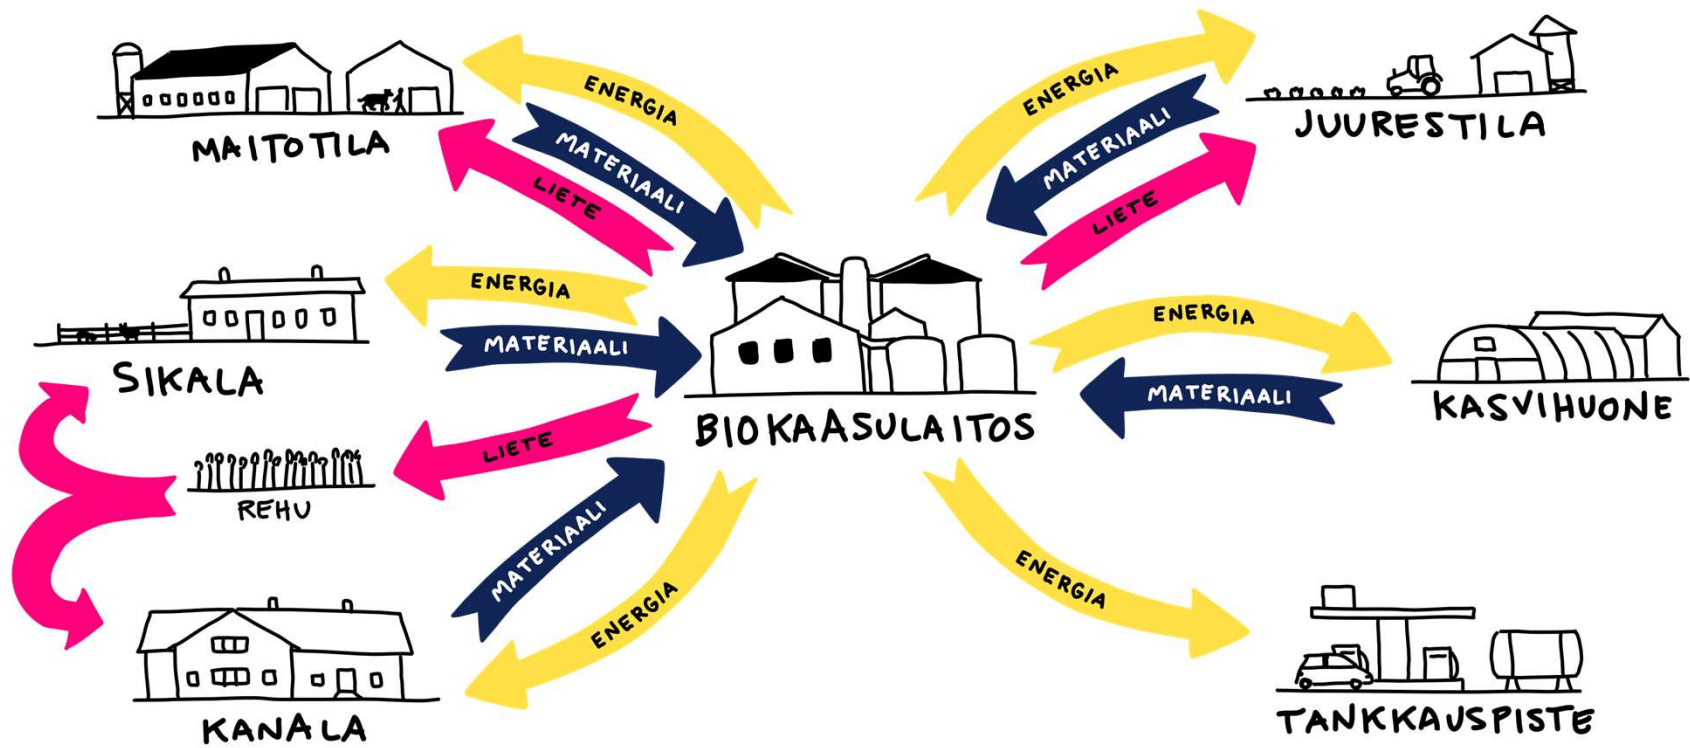 ENERGIA
MATERIAALI
LIETE
MAITOTILA
ENERGIA
MATERIAALI
LIETE
JUURESTILA
ENERGIA
MATERIAALI
SIKALA
ENERGIA
MATERIAALI
KASVIHUONE
BIOKAASULAITOS
LIETE
REHU
MATERIAALI
ENERGIA
KANALA
ENERGIA
TANKKAUSPISTE